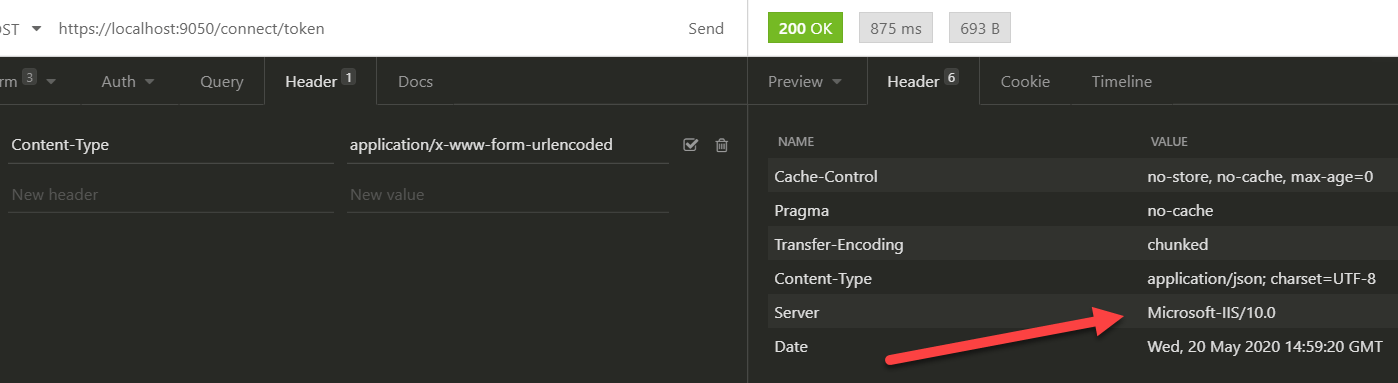 OST https://localhost:9050/connect/token Send 200 OK 875 ms 693 B
rm 3 Auth Query Header 1 Docs Preview Header 6 Cookie Timeline
NAME VALUE
Content-Type application/x-www-form-urlencoded
Cache-Control no-store, no-cache, max-age=0
New header New value
Pragma no-cache
Transfer-Encoding chunked
Content-Type application/json; charset=UTF-8
Server Microsoft-IIS/10.0
Date Wed, 20 May 2020 14:59:20 GMT